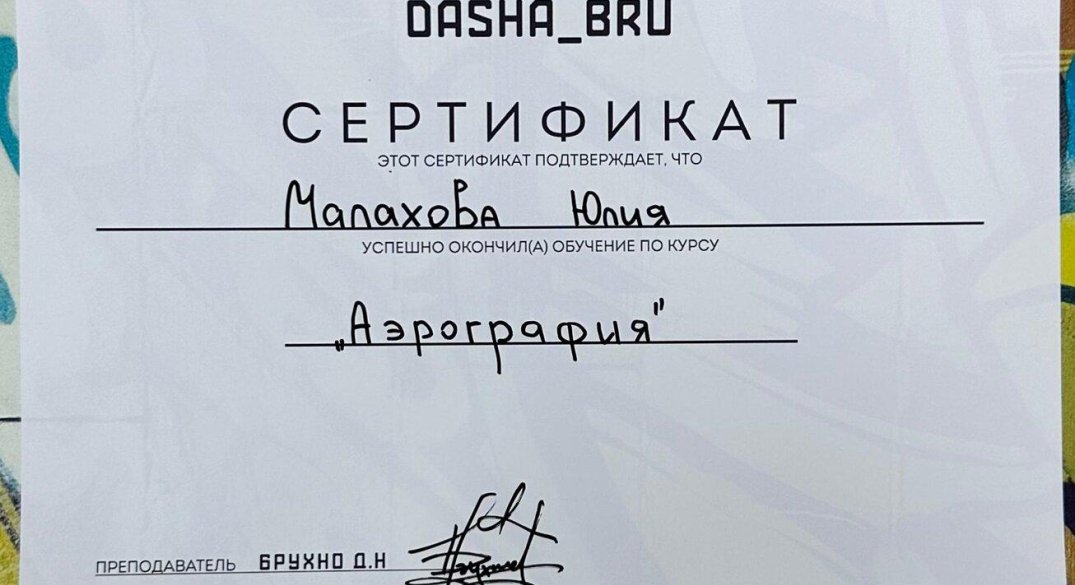 DASHA_BRU
СЕРТИФИКАТ
ЭТОТ СЕРТИФИКАТ ПОДТВЕРЖДАЕТ, ЧТО
Малахова Юлия
УСПЕШНО ОКОНЧИЛ(А) ОБУЧЕНИЕ ПО КУРСУ
„Аэрография"
ПРЕПОДАВАТЕЛЬ БРУХНО Д.Н